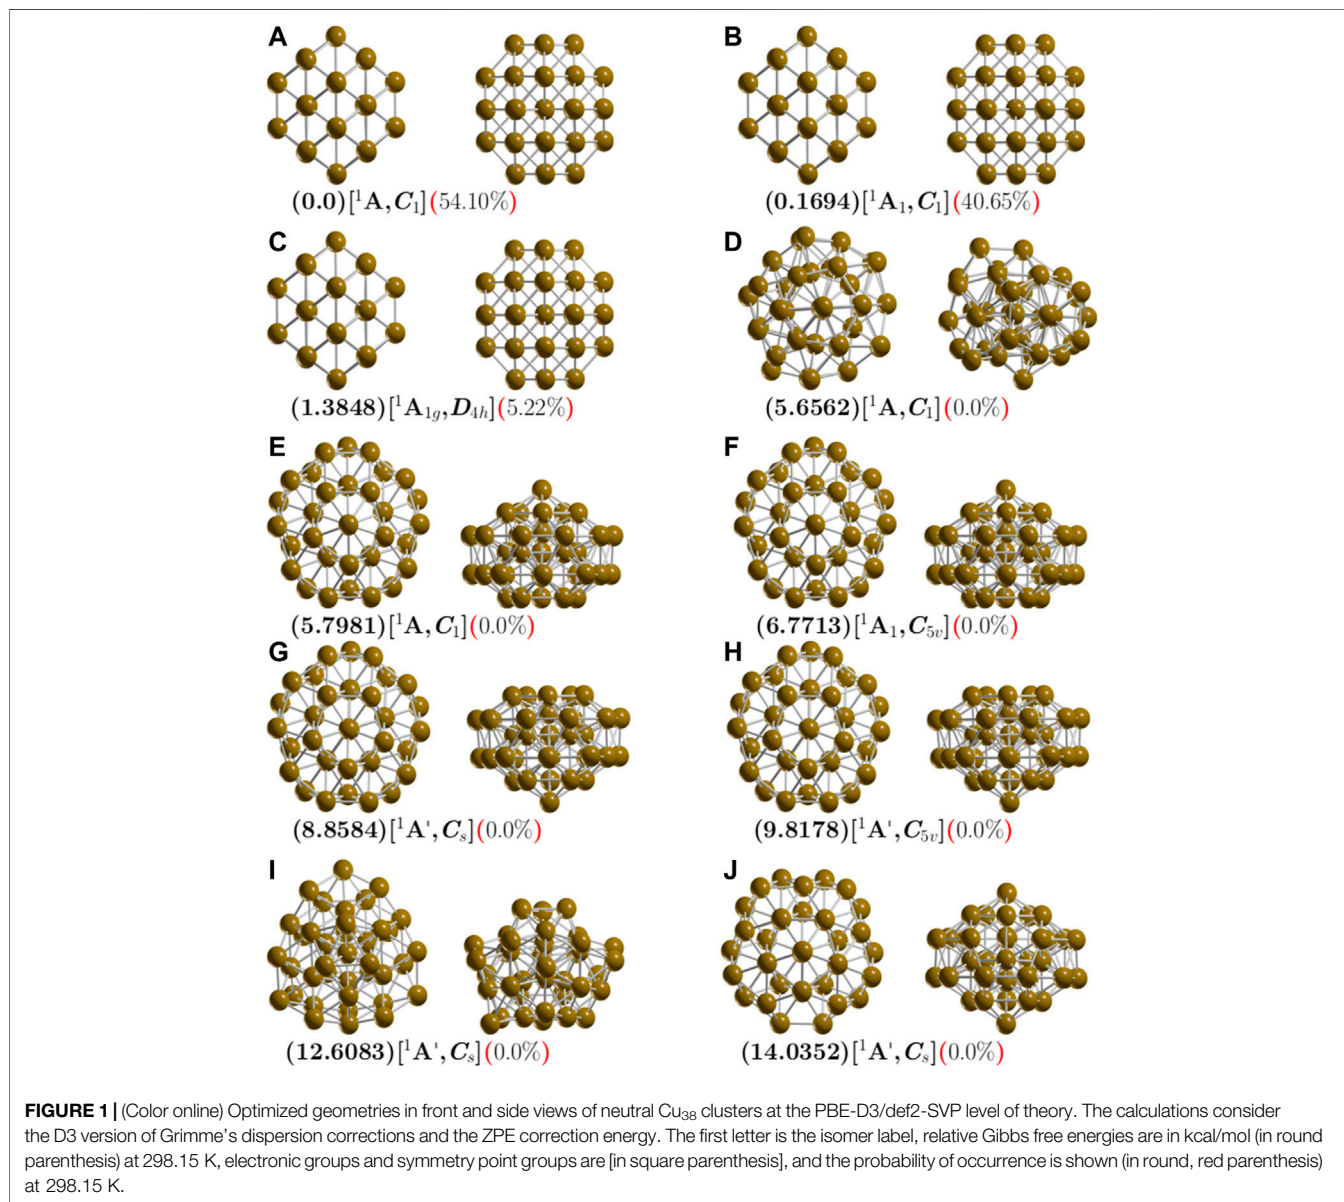 A
B
(0.0)[¹A, C₁](54.10%)
(0.1694)[¹A₁, C₁](40.65%)
C
D
(1.3848)[¹A₁g, D₄h](5.22%)
(5.6562)[¹A, C₁](0.0%)
E
F
(5.7981)[¹A, C₁](0.0%)
(6.7713)[¹A₁, C₅ᵥ](0.0%)
G
H
(8.8584)[¹A', Cₛ](0.0%)
(9.8178)[¹A', C₅ᵥ](0.0%)
I
J
(12.6083)[¹A', Cₛ](0.0%)
(14.0352)[¹A', Cₛ](0.0%)
FIGURE 1 | (Color online) Optimized geometries in front and side views of neutral Cu₃₈ clusters at the PBE-D3/def2-SVP level of theory. The calculations consider
the D3 version of Grimme's dispersion corrections and the ZPE correction energy. The first letter is the isomer label, relative Gibbs free energies are in kcal/mol (in round
parenthesis) at 298.15 K, electronic groups and symmetry point groups are [in square parenthesis], and the probability of occurrence is shown (in round, red parenthesis)
at 298.15 K.